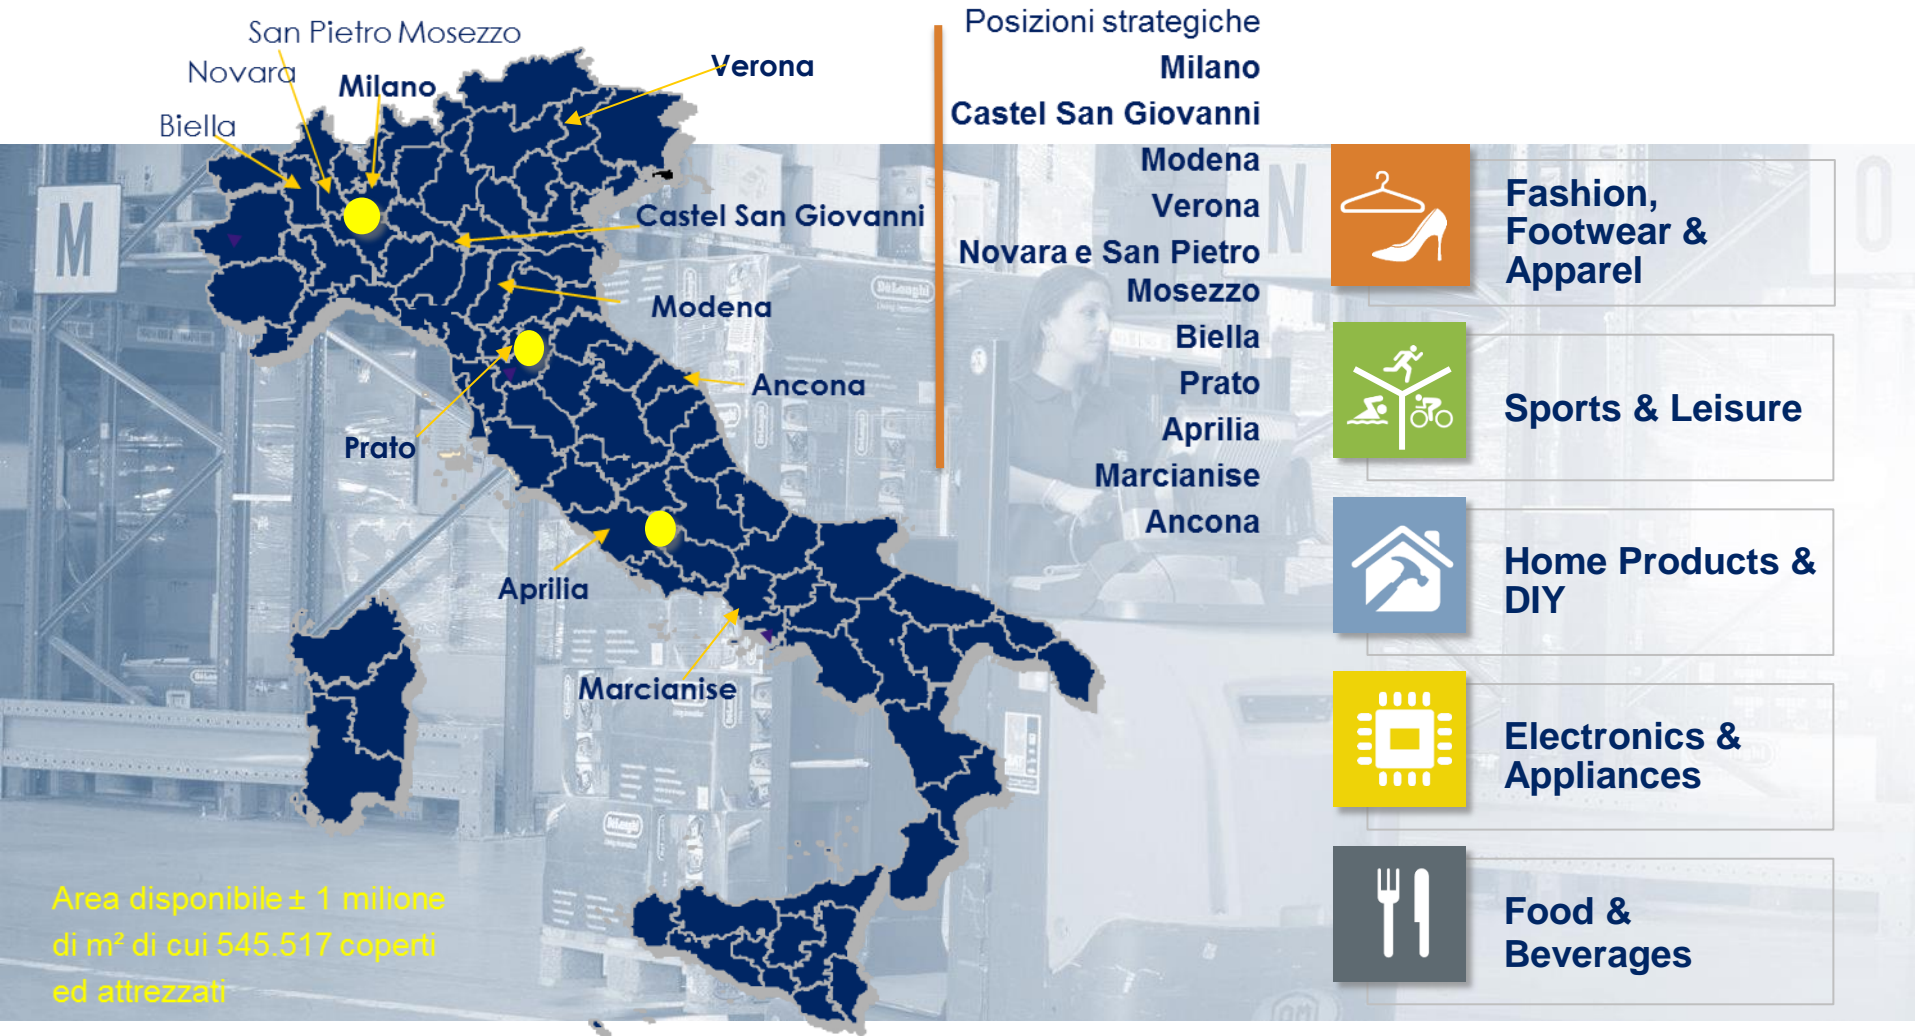 San Pietro Mosezzo
Novara
Milano
Verona
Biella
Castel San Giovanni
Modena
Ancona
Prato
Aprilia
Marcianise
Area disponibile ± 1 milione
di m² di cui 545.517 coperti
ed attrezzati
Posizioni strategiche
Milano
Castel San Giovanni
Modena
Verona
Novara e San Pietro
Mosezzo
Biella
Prato
Aprilia
Marcianise
Ancona
Fashion,
Footwear &
Apparel
Sports & Leisure
Home Products &
DIY
Electronics &
Appliances
Food &
Beverages
M
N
O
DeLonghi
DeLonghi
DeLonghi